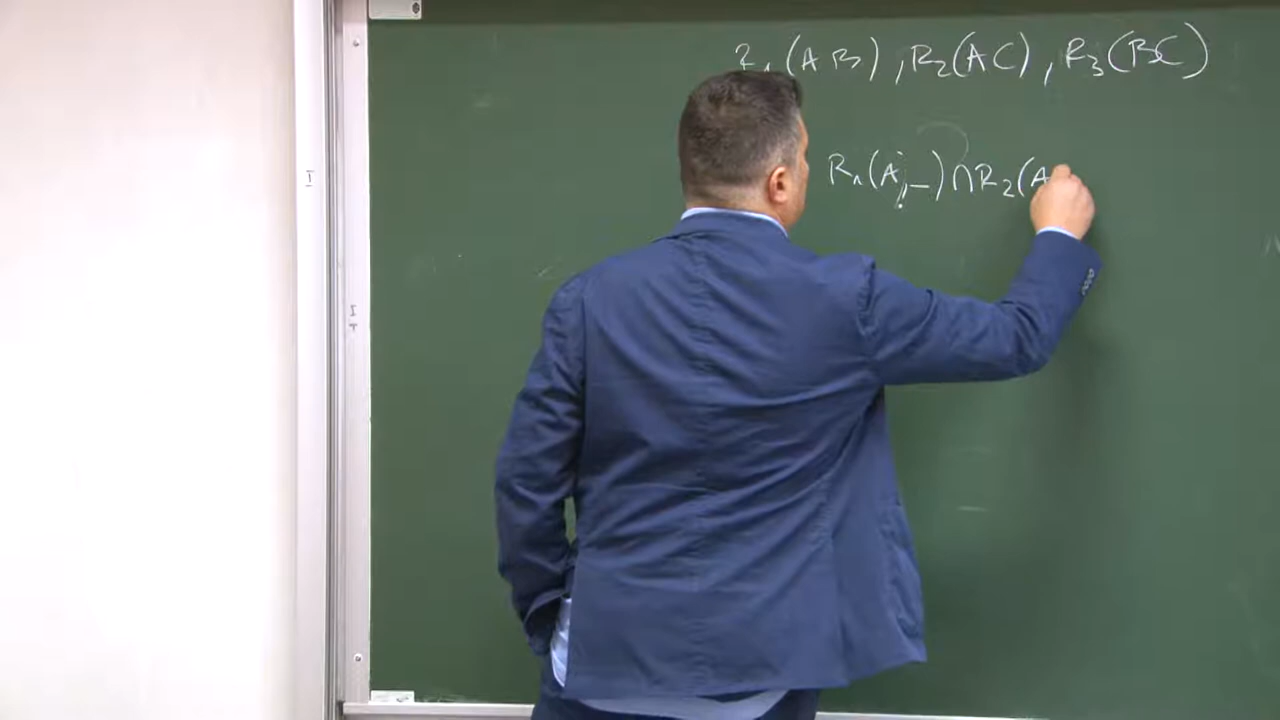 R1 (AB), R2(AC), R3(BC)
R1(A,–)∩R2(A